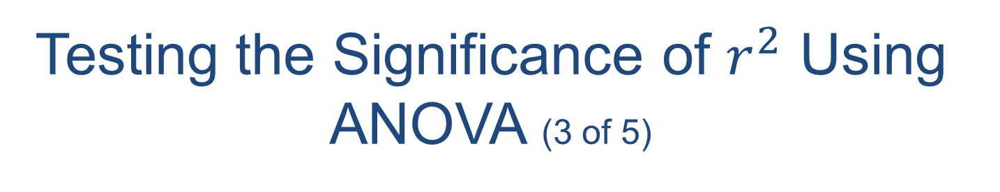 Testing the Significance of r² Using
ANOVA (3 of 5)